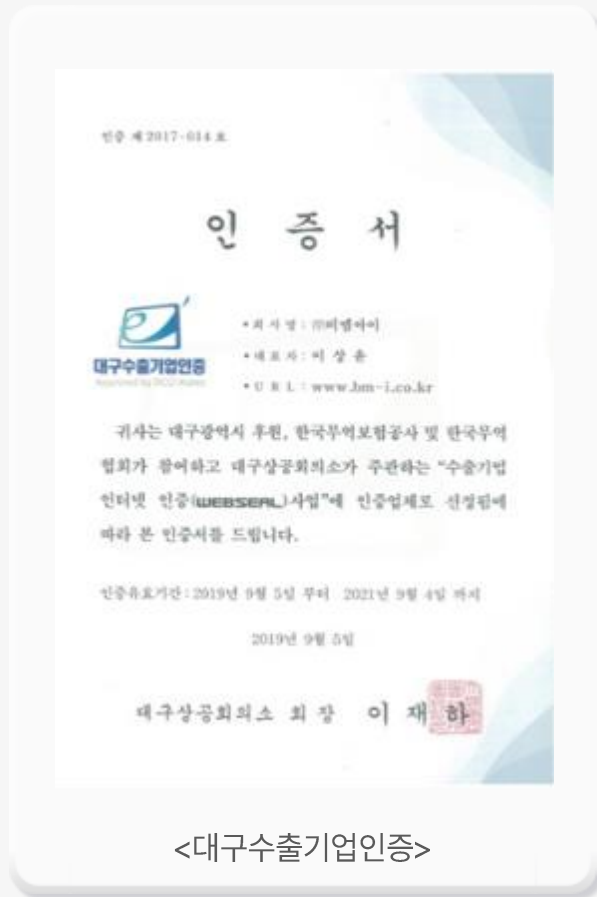 인증 제 2017-014 호
인 증 서
대구수출기업인증
Approved by DCCI Korea
• 회 사 명 : ㈜비엠아이
• 대 표 자 : 이 상 윤
• U R L : www.bm-i.co.kr
귀사는 대구광역시 후원, 한국무역보험공사 및 한국무역
협회가 참여하고 대구상공회의소가 주관하는 “수출기업
인터넷 인증(WEBSEAL)사업”에 인증업체로 선정됨에
따라 본 인증서를 드립니다.
인증유효기간 : 2019년 9월 5일 부터 2021년 9월 4일 까지
2019년 9월 5일
대구상공회의소 회 장 이 재 하
<대구수출기업인증>